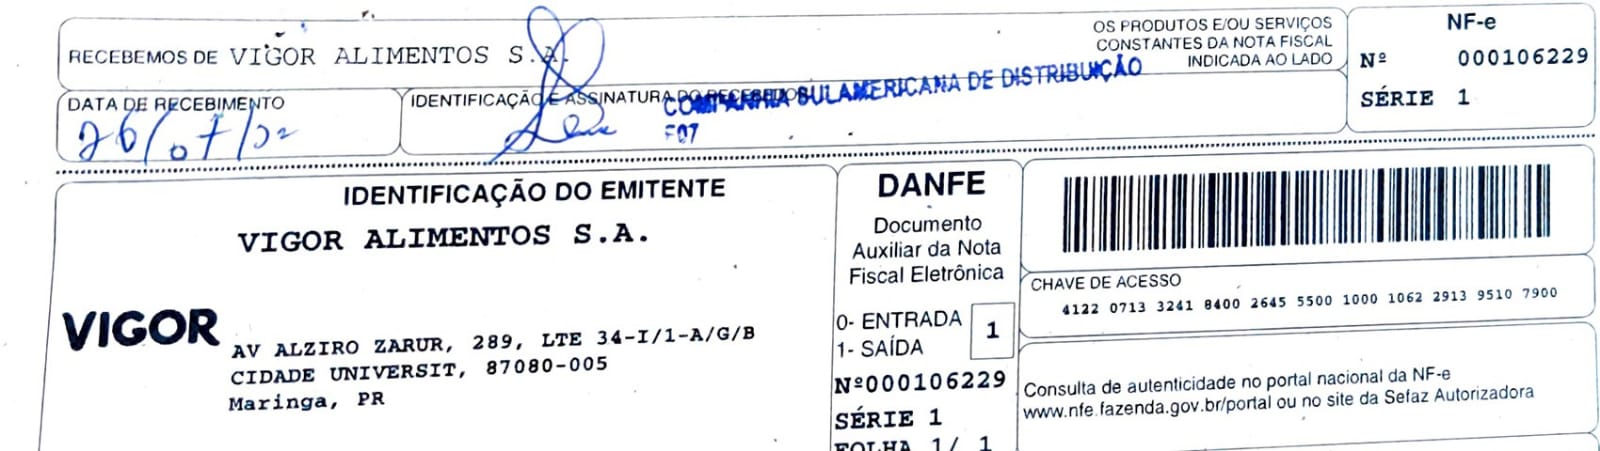 RECEBEMOS DE VIGOR ALIMENTOS S.A.
OS PRODUTOS E/OU SERVIÇOS
CONSTANTES DA NOTA FISCAL
INDICADA AO LADO
NF-e
Nº 000106229
SÉRIE 1
DATA DE RECEBIMENTO
26/07/22
IDENTIFICAÇÃO E ASSINATURA DO RECEBEDOR
COMPANHIA SULAMERICANA DE DISTRIBUIÇÃO
F07
IDENTIFICAÇÃO DO EMITENTE
VIGOR ALIMENTOS S.A.
VIGOR
AV ALZIRO ZARUR, 289, LTE 34-I/1-A/G/B
CIDADE UNIVERSIT, 87080-005
Maringa, PR
DANFE
Documento
Auxiliar da Nota
Fiscal Eletrônica
0- ENTRADA
1- SAÍDA
1
Nº000106229
SÉRIE 1
FOLHA 1/ 1
CHAVE DE ACESSO
4122 0713 3241 8400 2645 5500 1000 1062 2913 9510 7900
Consulta de autenticidade no portal nacional da NF-e
www.nfe.fazenda.gov.br/portal ou no site da Sefaz Autorizadora